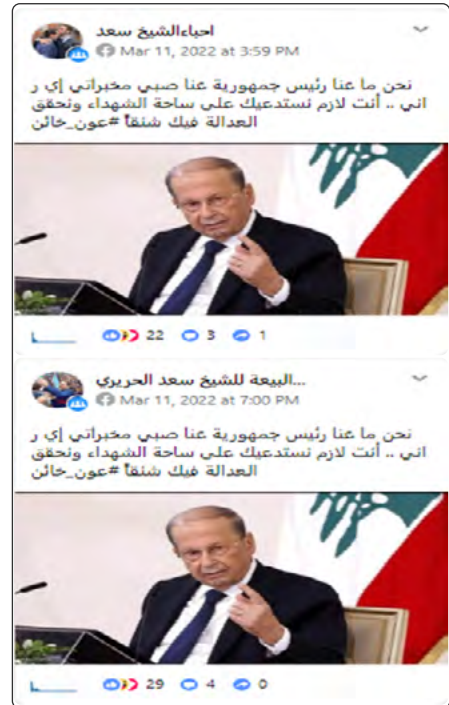 احباءالشيخ سعد
Mar 11, 2022 at 3:59 PM
نحن ما عنا رئيس جمهورية عنا صبي مخبراتي إي ر
اني .. أنت لازم نستدعيك على ساحة الشهداء ونحقق
العدالة فيك شنقاً #عون_خائن
22 3 1
البيعة للشيخ سعد الحريري...
Mar 11, 2022 at 7:00 PM
نحن ما عنا رئيس جمهورية عنا صبي مخبراتي إي ر
اني .. أنت لازم نستدعيك على ساحة الشهداء ونحقق
العدالة فيك شنقاً #عون_خائن
29 4 0